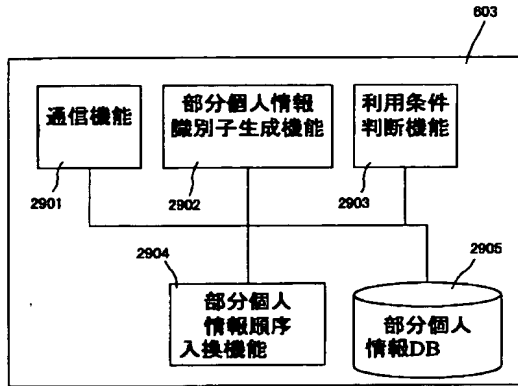 603
通信機能
部分個人情報
識別子生成機能
利用条件
判断機能
2901
2902
2903
2904
2905
部分個人
情報順序
入換機能
部分個人
情報DB